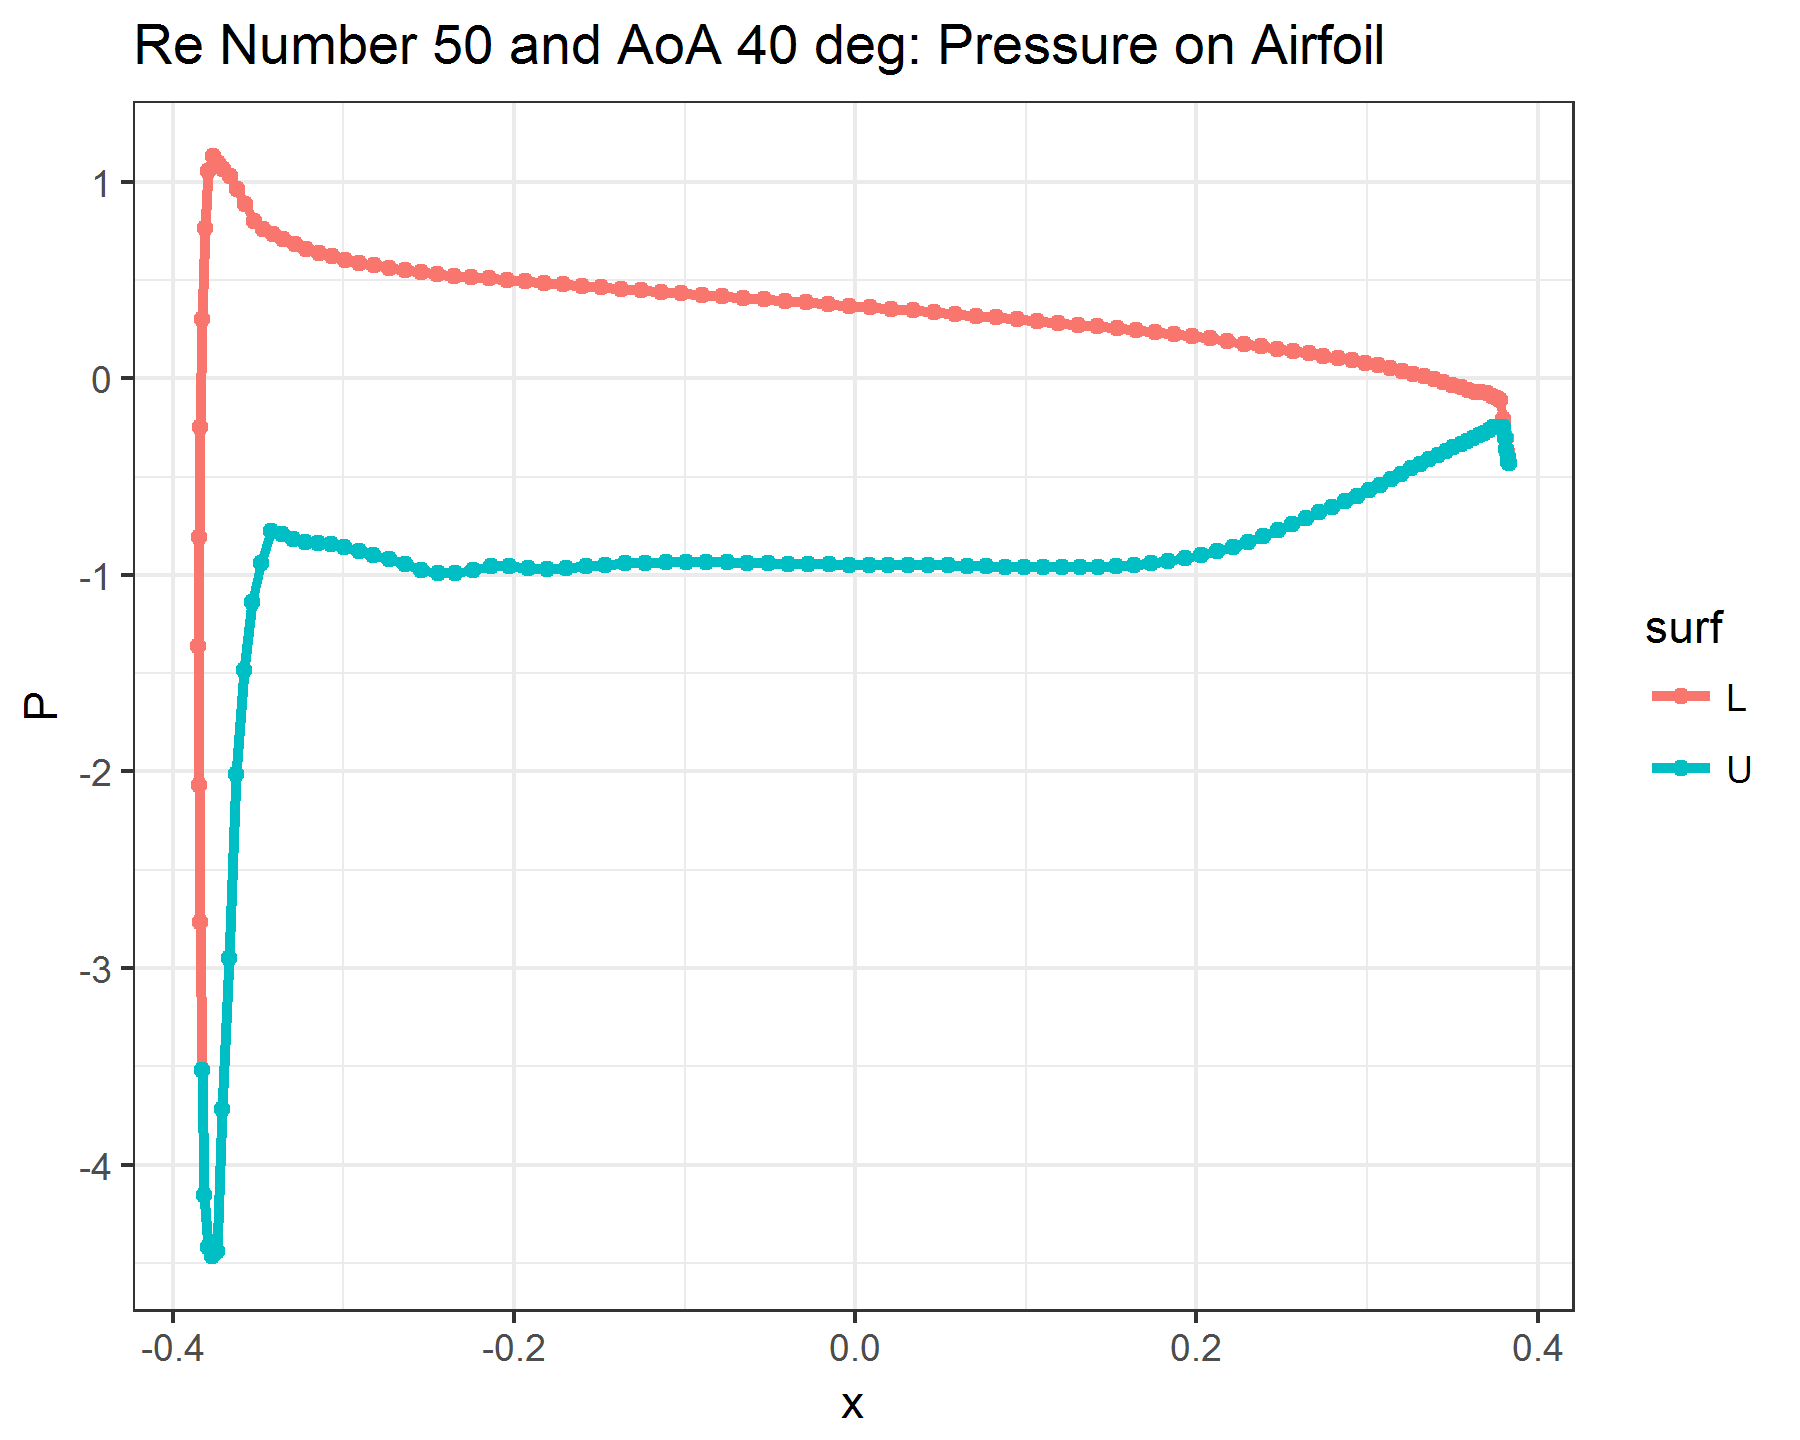 Re Number 50 and AoA 40 deg: Pressure on Airfoil
1
0
-1
-2
-3
-4
P
-0.4 -0.2 0.0 0.2 0.4
x
surf
L
U